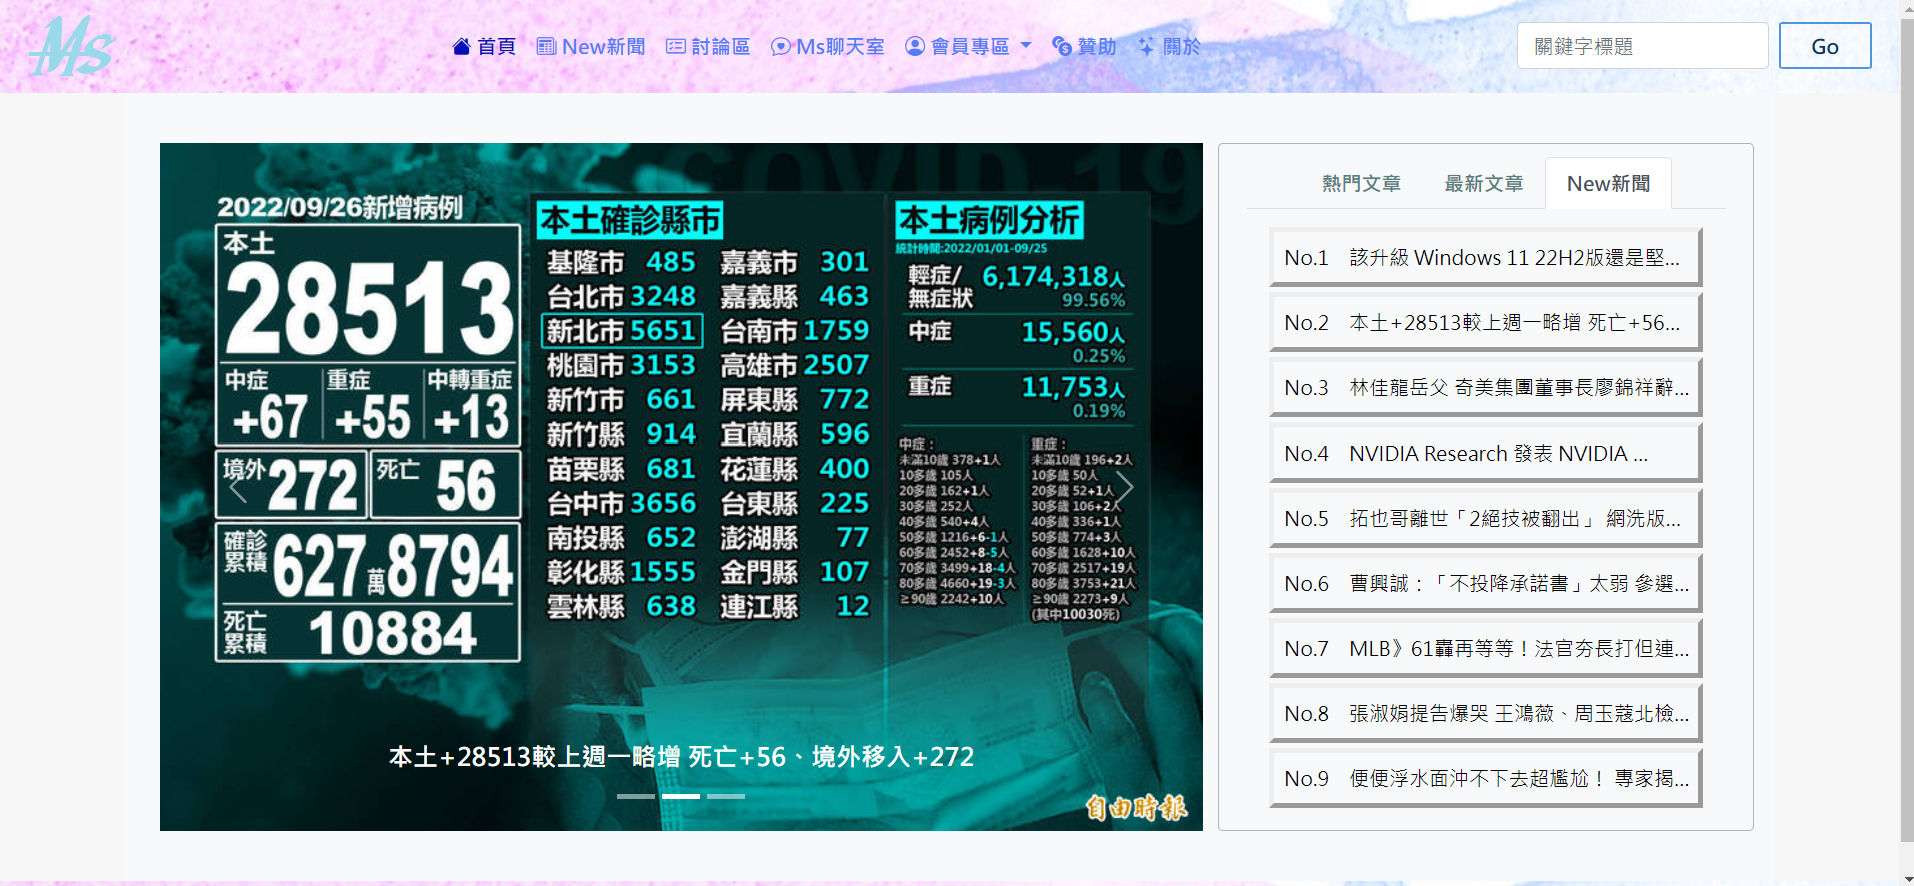 Ms
首頁 New新聞 討論區 Ms聊天室 會員專區 贊助 關於
關鍵字標題 Go
COVID-19
2022/09/26新增病例
本土
28513
中症 重症 中轉重症
+67 +55 +13
境外 272 死亡 56
確診累積 627萬8794
死亡累積 10884
本土確診縣市
基隆市 485 嘉義市 301
台北市 3248 嘉義縣 463
新北市 5651 台南市 1759
桃園市 3153 高雄市 2507
新竹市 661 屏東縣 772
新竹縣 914 宜蘭縣 596
苗栗縣 681 花蓮縣 400
台中市 3656 台東縣 225
南投縣 652 澎湖縣 77
彰化縣 1555 金門縣 107
雲林縣 638 連江縣 12
本土病例分析
統計時間:2022/01/01-09/25
輕症/無症狀 6,174,318人
99.56%
中症 15,560人
0.25%
重症 11,753人
0.19%
中症：
未滿10歲 378+1人
10多歲 105人
20多歲 162+1人
30多歲 252人
40多歲 540+4人
50多歲 1216+6-1人
60多歲 2452+8-5人
70多歲 3499+18-4人
80多歲 4660+19-3人
≥90歲 2242+10人
重症：
未滿10歲 196+2人
10多歲 50人
20多歲 52+1人
30多歲 106+2人
40多歲 336+1人
50多歲 774+3人
60多歲 1628+10人
70多歲 2517+19人
80多歲 3753+21人
≥90歲 2273+9人
(其中10030死)
本土+28513較上週一略增 死亡+56、境外移入+272
自由時報
熱門文章 最新文章 New新聞
No.1 該升級 Windows 11 22H2版還是堅...
No.2 本土+28513較上週一略增 死亡+56...
No.3 林佳龍岳父 奇美集團董事長廖錦祥辭...
No.4 NVIDIA Research 發表 NVIDIA ...
No.5 拓也哥離世「2絕技被翻出」 網洗版...
No.6 曹興誠：「不投降承諾書」太弱 參選...
No.7 MLB》61轟再等等！法官夯長打但連...
No.8 張淑娟提告爆哭 王鴻薇、周玉蔻北檢...
No.9 便便浮水面沖不下去超尷尬！ 專家揭...